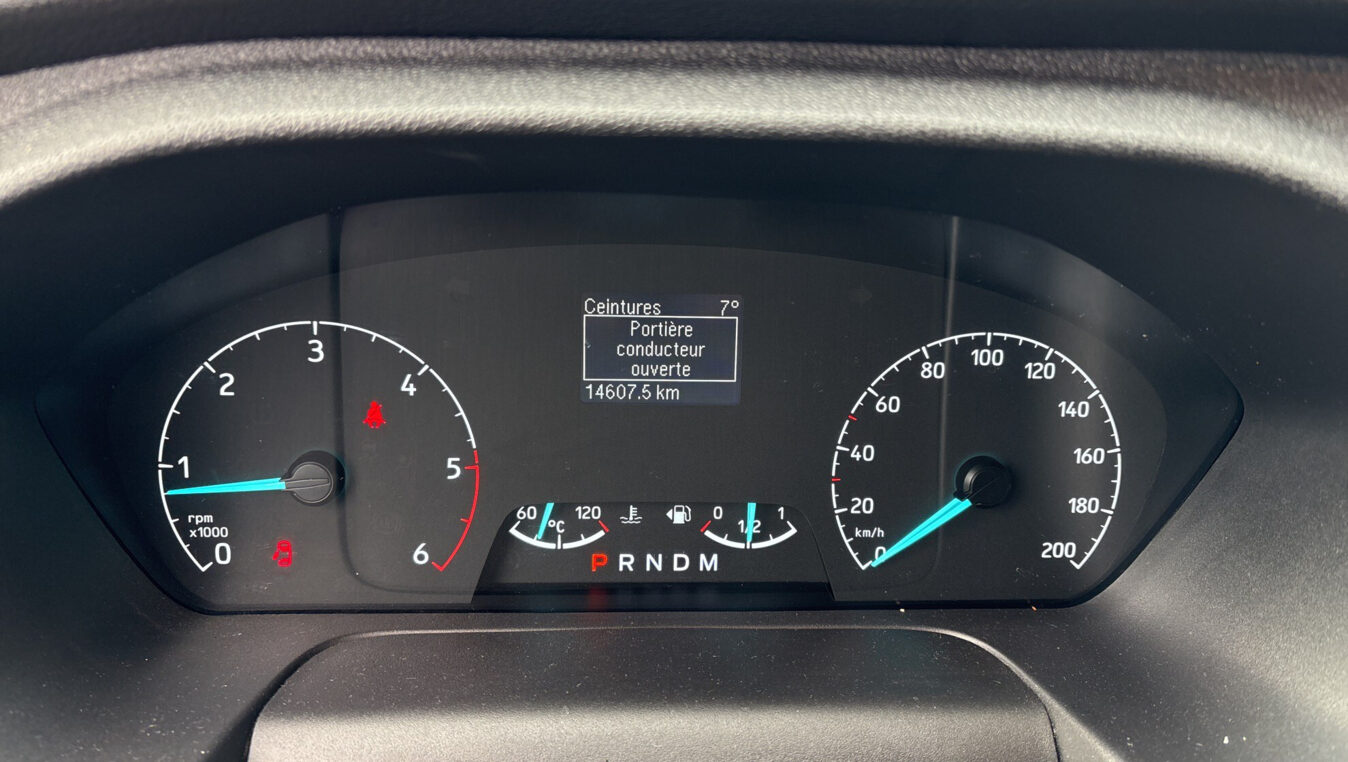 Ceintures 7°
Portière
conducteur
ouverte
14607.5 km
0
1
2
3
4
5
6
rpm
x1000
60 °C 120
0 1/2 1
P R N D M
0
20
40
60
80
100
120
140
160
180
200
km/h